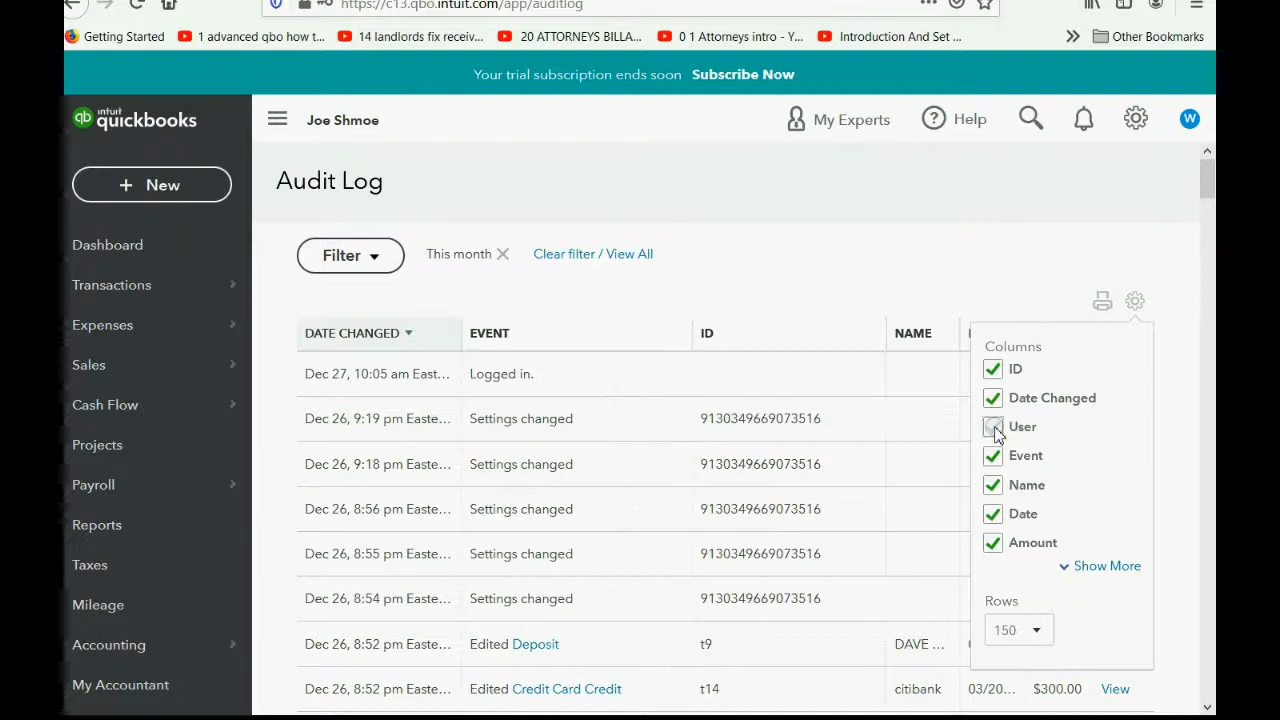 https://c13.qbo.intuit.com/app/auditlog
Getting Started
1 advanced qbo how t...
14 landlords fix receiv...
20 ATTORNEYS BILLA...
0 1 Attorneys intro - Y...
Introduction And Set ...
Other Bookmarks
Your trial subscription ends soon Subscribe Now
qb intuit quickbooks
Joe Shmoe
My Experts
Help
W
+ New
Audit Log
Dashboard
Transactions
Expenses
Sales
Cash Flow
Projects
Payroll
Reports
Taxes
Mileage
Accounting
My Accountant
Filter
This month
Clear filter / View All
DATE CHANGED EVENT ID NAME
Dec 27, 10:05 am East... Logged in.
Dec 26, 9:19 pm Easte... Settings changed 9130349669073516
Dec 26, 9:18 pm Easte... Settings changed 9130349669073516
Dec 26, 8:56 pm Easte... Settings changed 9130349669073516
Dec 26, 8:55 pm Easte... Settings changed 9130349669073516
Dec 26, 8:54 pm Easte... Settings changed 9130349669073516
Dec 26, 8:52 pm Easte... Edited Deposit t9 DAVE ...
Dec 26, 8:52 pm Easte... Edited Credit Card Credit t14 citibank 03/20... $300.00 View
Columns
ID
Date Changed
User
Event
Name
Date
Amount
Show More
Rows
150